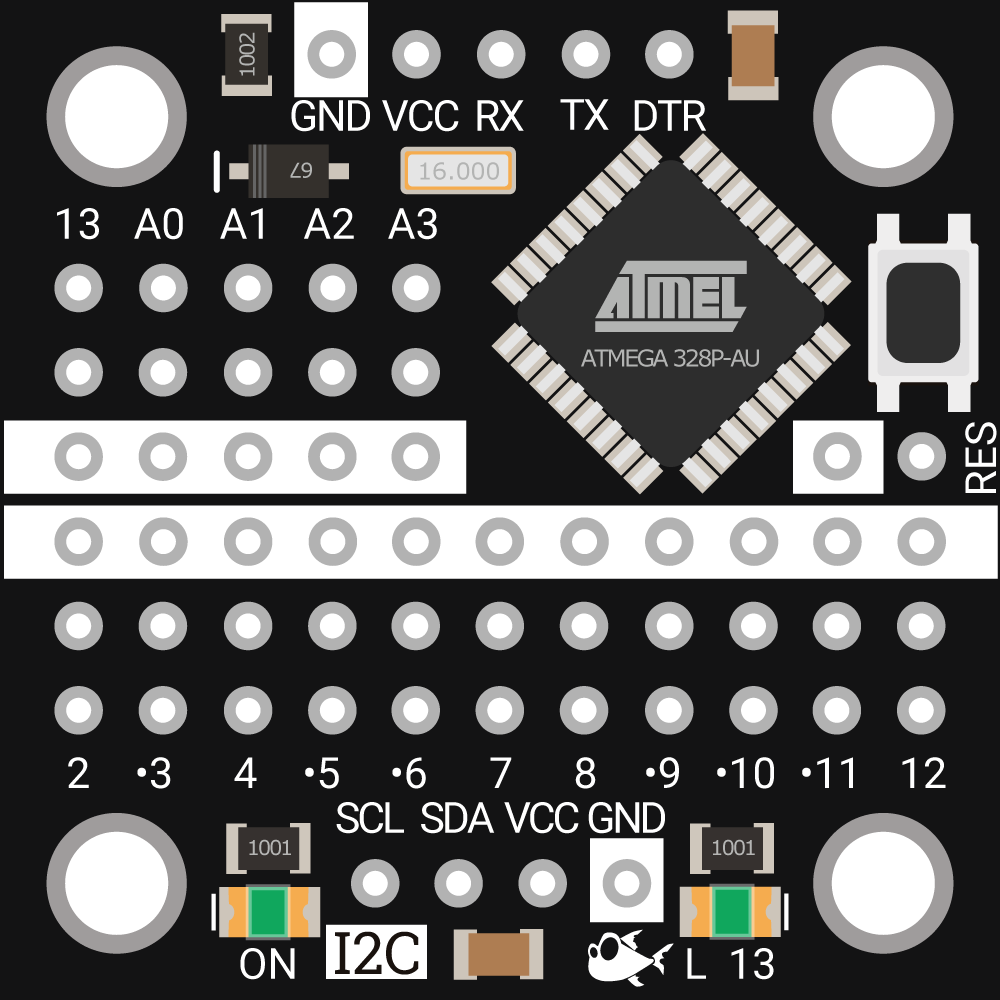 1002
GND VCC RX TX DTR
67
16.000
13 A0 A1 A2 A3
ATMEL
ATMEGA 328P-AU
RES
2 •3 4 •5 •6 7 8 •9 •10 •11 12
SCL SDA VCC GND
1001
1001
ON
I2C
L 13